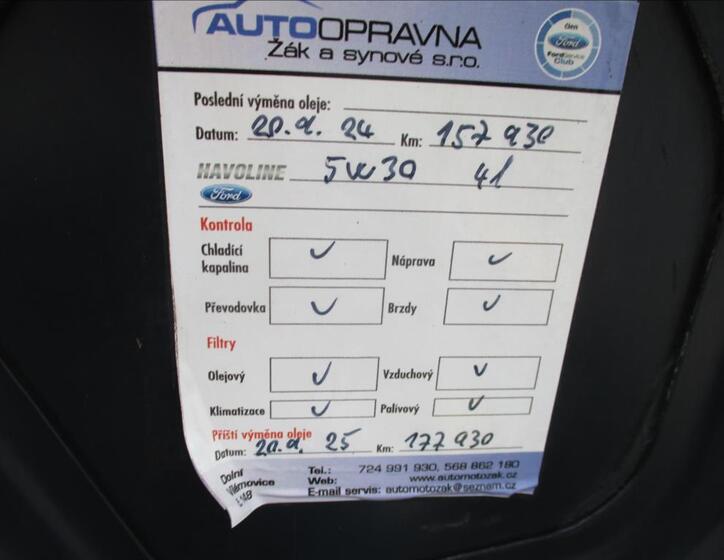 AUTOOPRAVNA
Žák a synové s.r.o.
člen
Ford
FordService
Club
Poslední výměna oleje:
Datum: 20.9.24 Km: 157 930
HAVOLINE 5W30 4l
Ford
Kontrola
Chladící kapalina ✓ Náprava ✓
Převodovka ✓ Brzdy ✓
Filtry
Olejový ✓ Vzduchový ✓
Klimatizace ✓ Palivový ✓
Příští výměna oleje
Datum: 20.9. 25 Km: 177 930
Dolní
Vilémovice
Tel.: 724 991 930, 568 862 180
Web: www.automotozak.cz
E-mail servis: automotozak@seznam.cz